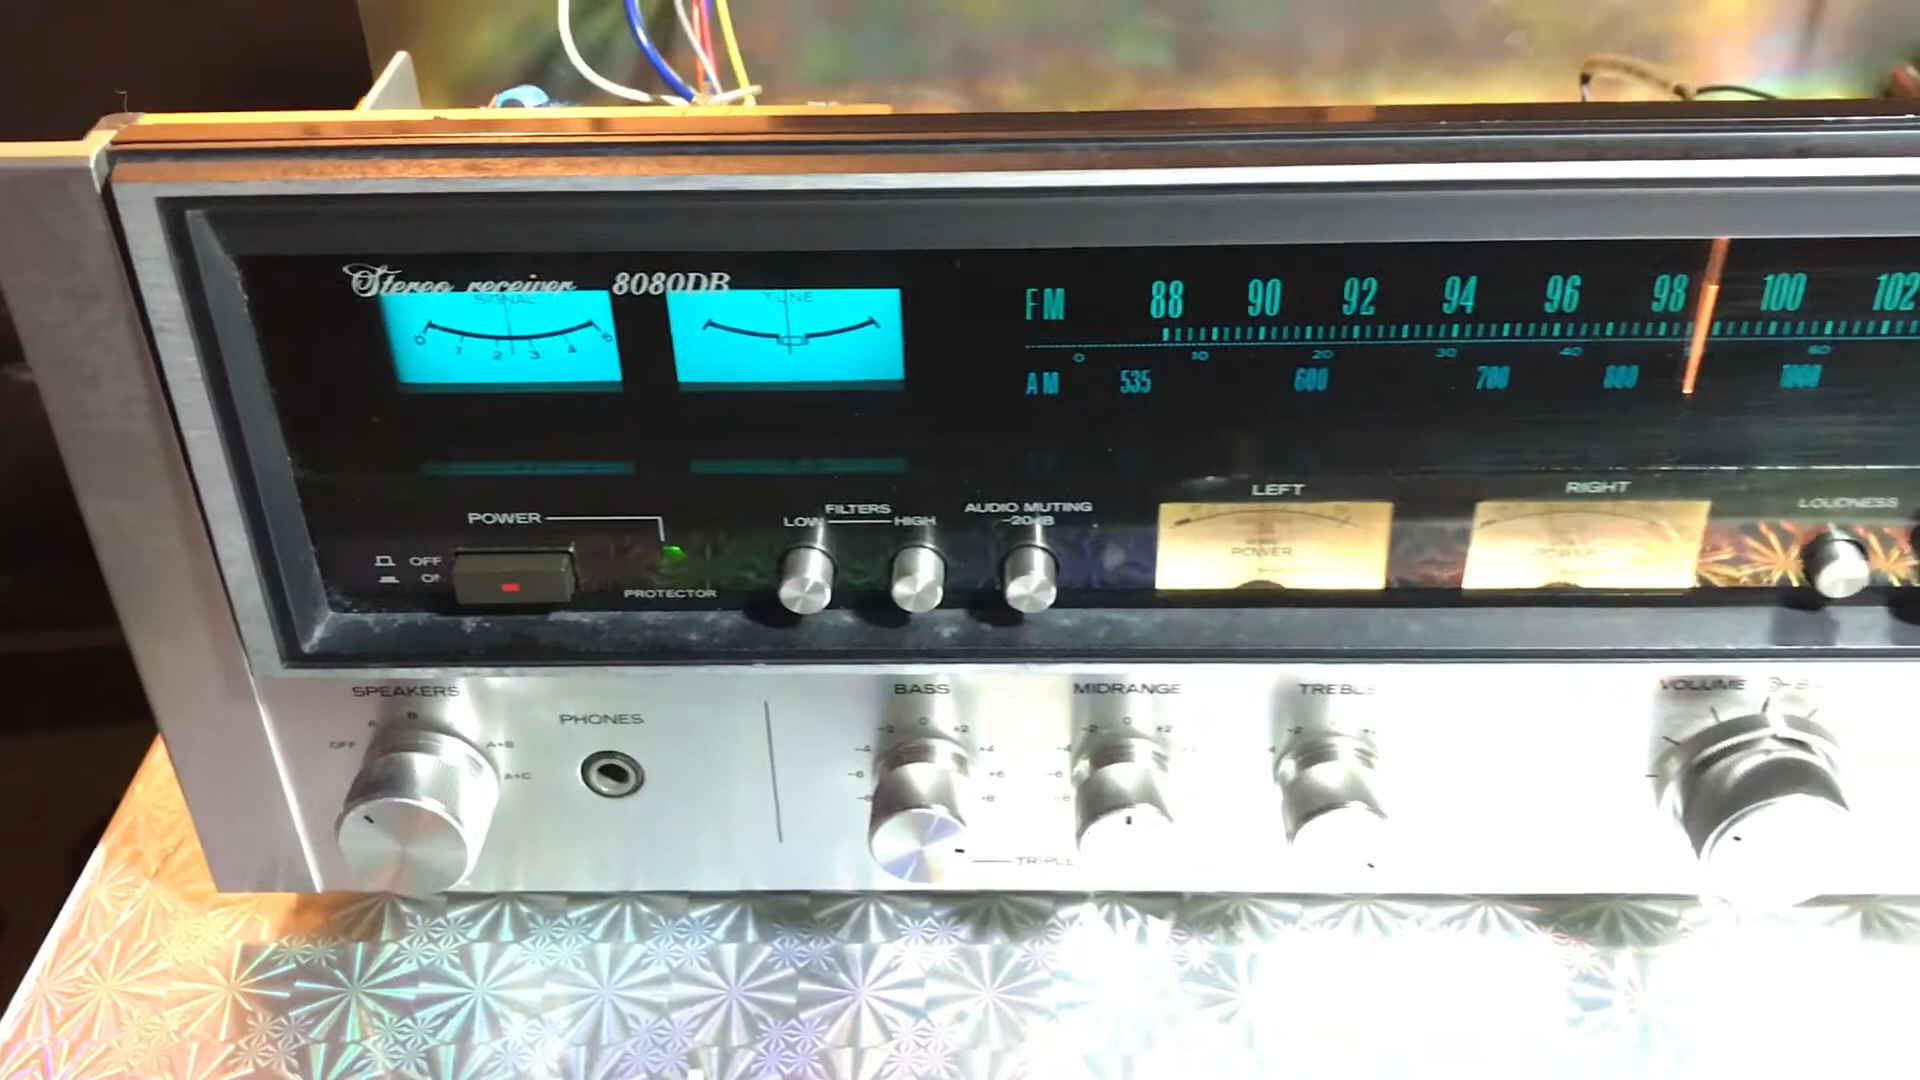 Stereo receiver 8080DB
SIGNAL
0 1 2 3 4 5
TUNE
FM 88 90 92 94 96 98 100 102
0 10 20 30 40 60
AM 535 600 700 800 1000
POWER
OFF
PROTECTOR
FILTERS
LOW HIGH
AUDIO MUTING
-20dB
LEFT
POWER
RIGHT
POWER
LOUDNESS
SPEAKERS
OFF A B A+B A+C
PHONES
BASS
-8 -6 -4 -2 0 +2 +4 +6 +8
MIDRANGE
-8 -6 -4 -2 0 +2
TREBLE
-4 -2
VOLUME
TRIPLE